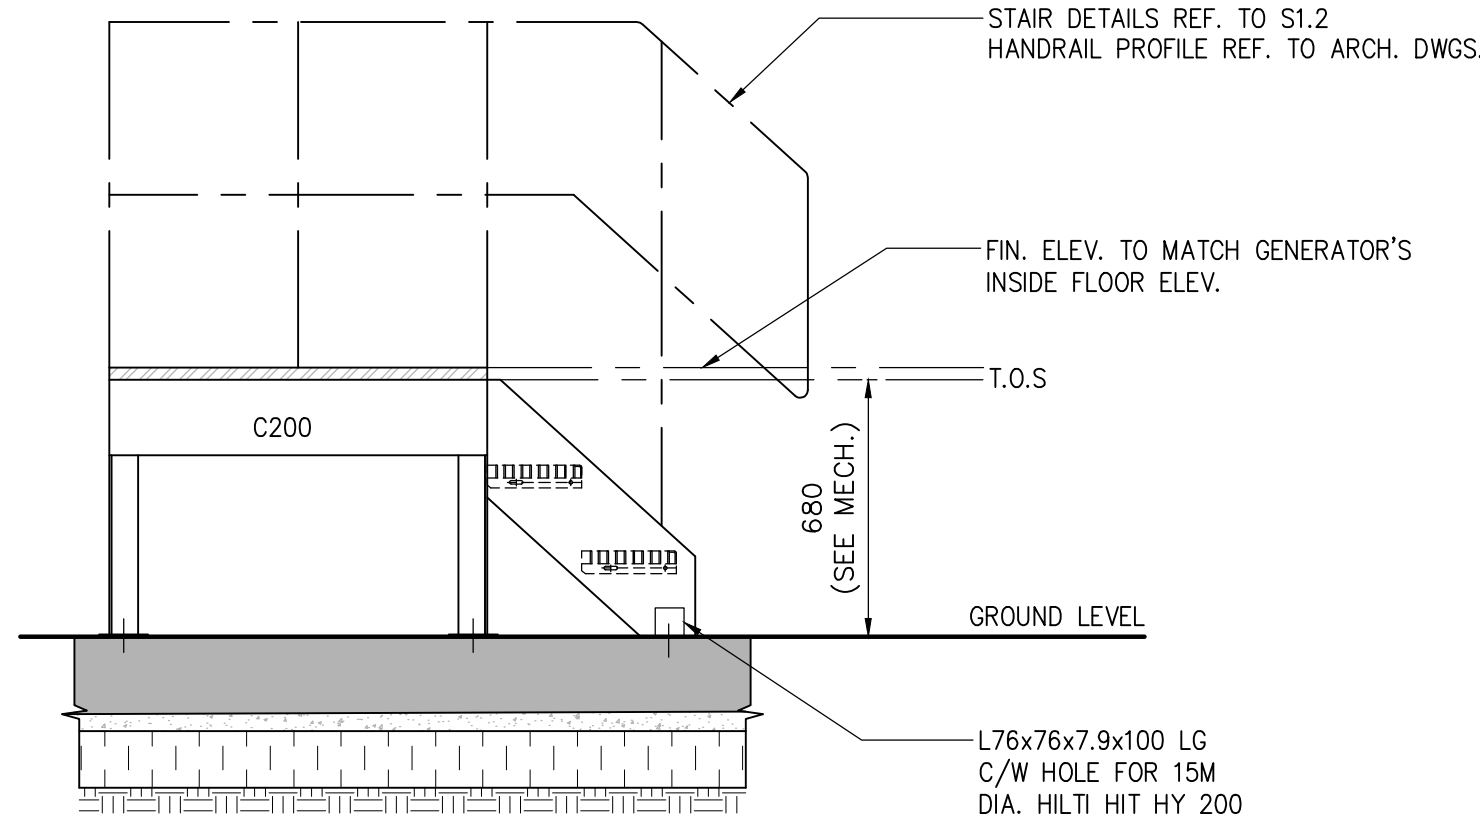 STAIR DETAILS REF. TO S1.2
HANDRAIL PROFILE REF. TO ARCH. DWGS.
FIN. ELEV. TO MATCH GENERATOR'S
INSIDE FLOOR ELEV.
T.O.S
C200
680
(SEE MECH.)
GROUND LEVEL
L76x76x7.9x100 LG
C/W HOLE FOR 15M
DIA. HILTI HIT HY 200